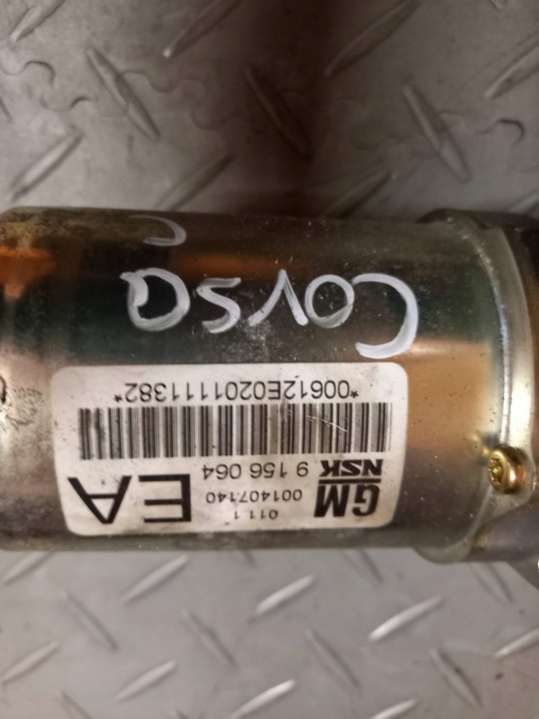 Corsa
C
011 1
GM 001407140 EA
NSK 9 156 064
*00612E0201111382*